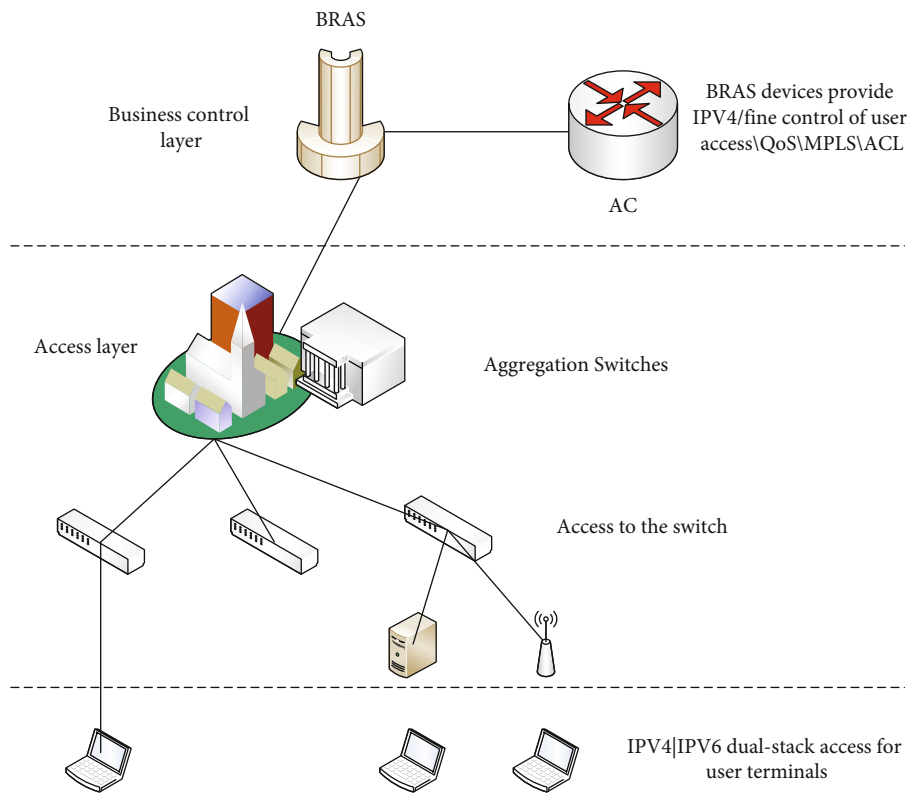 BRAS
Business control
layer
BRAS devices provide
IPV4/fine control of user
access\QoS\MPLS\ACL
AC
Access layer
Aggregation Switches
Access to the switch
IPV4|IPV6 dual-stack access for
user terminals